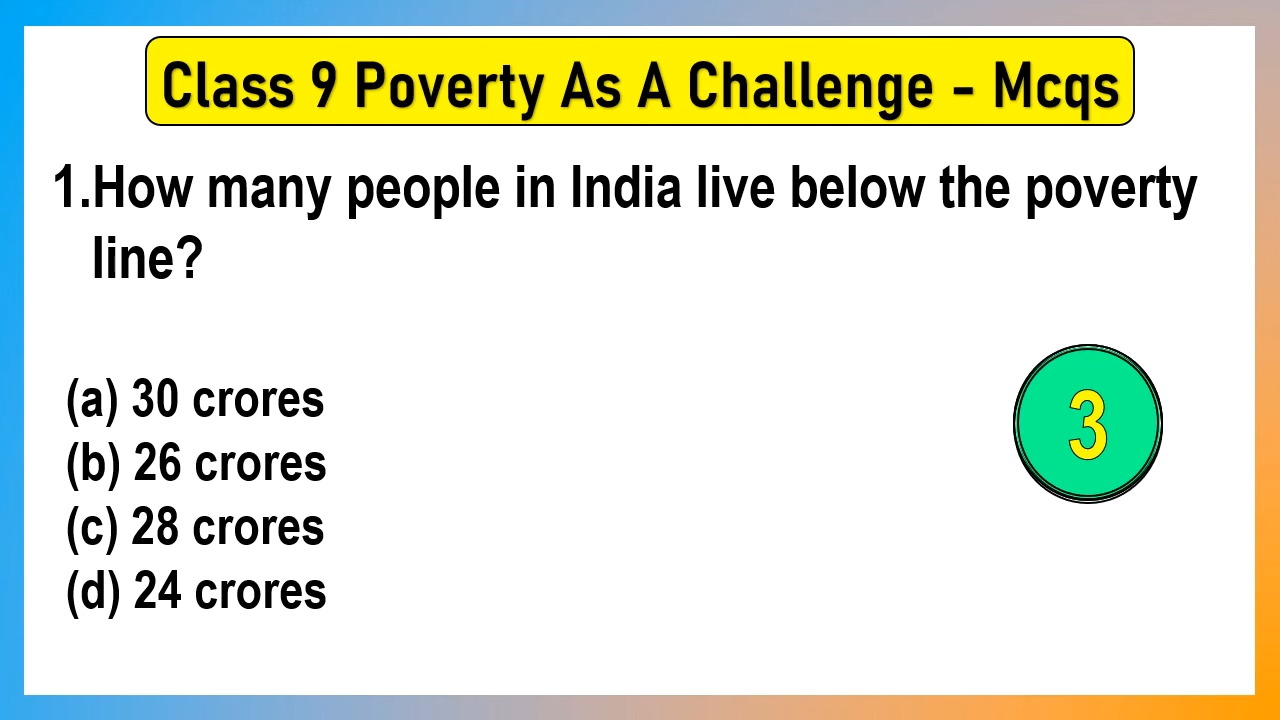 Class 9 Poverty As A Challenge - Mcqs
1.How many people in India live below the poverty
line?
(a) 30 crores
3
(b) 26 crores
(c) 28 crores
(d) 24 crores